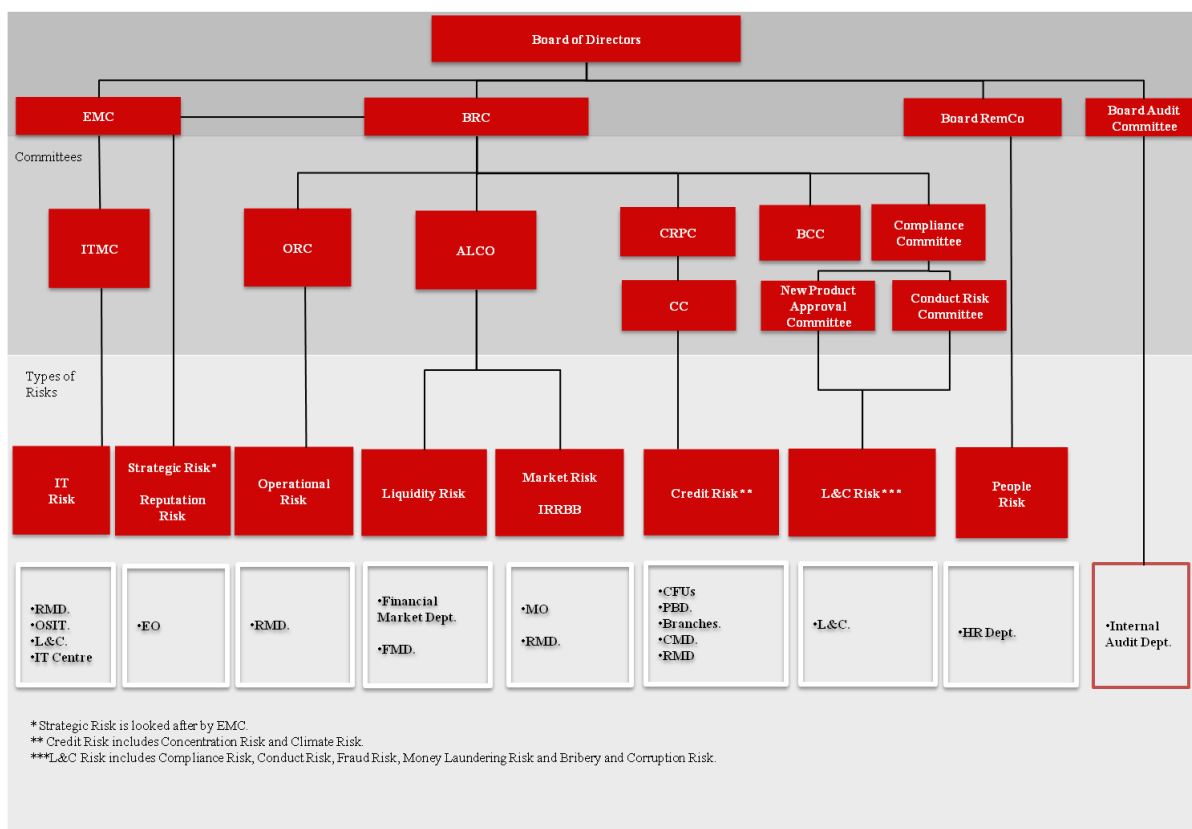 Board of Directors
EMC
BRC
Board RemCo
Board Audit
Committee
Committees
ITMC
ORC
ALCO
CRPC
BCC
Compliance
Committee
CC
New Product
Approval
Committee
Conduct Risk
Committee
Types of
Risks
IT
Risk
Strategic Risk*
Reputation
Risk
Operational
Risk
Liquidity Risk
Market Risk
IRRBB
Credit Risk**
L&C Risk***
People
Risk
•RMD.
•OSIT.
•L&C.
•IT Centre
•EO
•RMD.
•Financial
Market Dept.
•FMD.
•MO
•RMD.
•CFUs
•PBD.
•Branches.
•CMD.
•RMD
•L&C.
•HR Dept.
•Internal
Audit Dept.
* Strategic Risk is looked after by EMC.
** Credit Risk includes Concentration Risk and Climate Risk.
***L&C Risk includes Compliance Risk, Conduct Risk, Fraud Risk, Money Laundering Risk and Bribery and Corruption Risk.